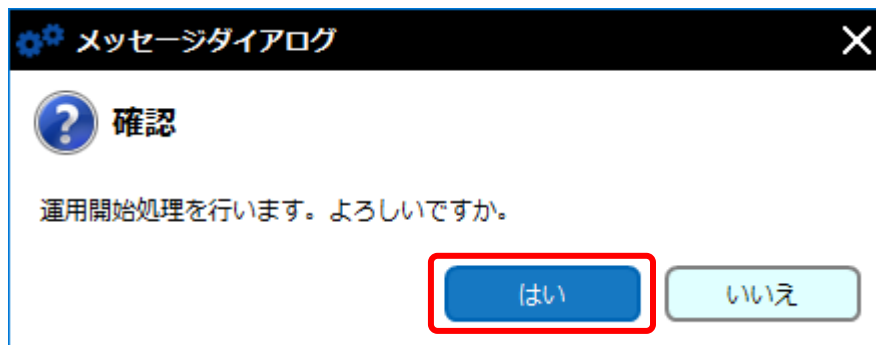 メッセージダイアログ
確認
運用開始処理を行います。よろしいですか。
はい
いいえ